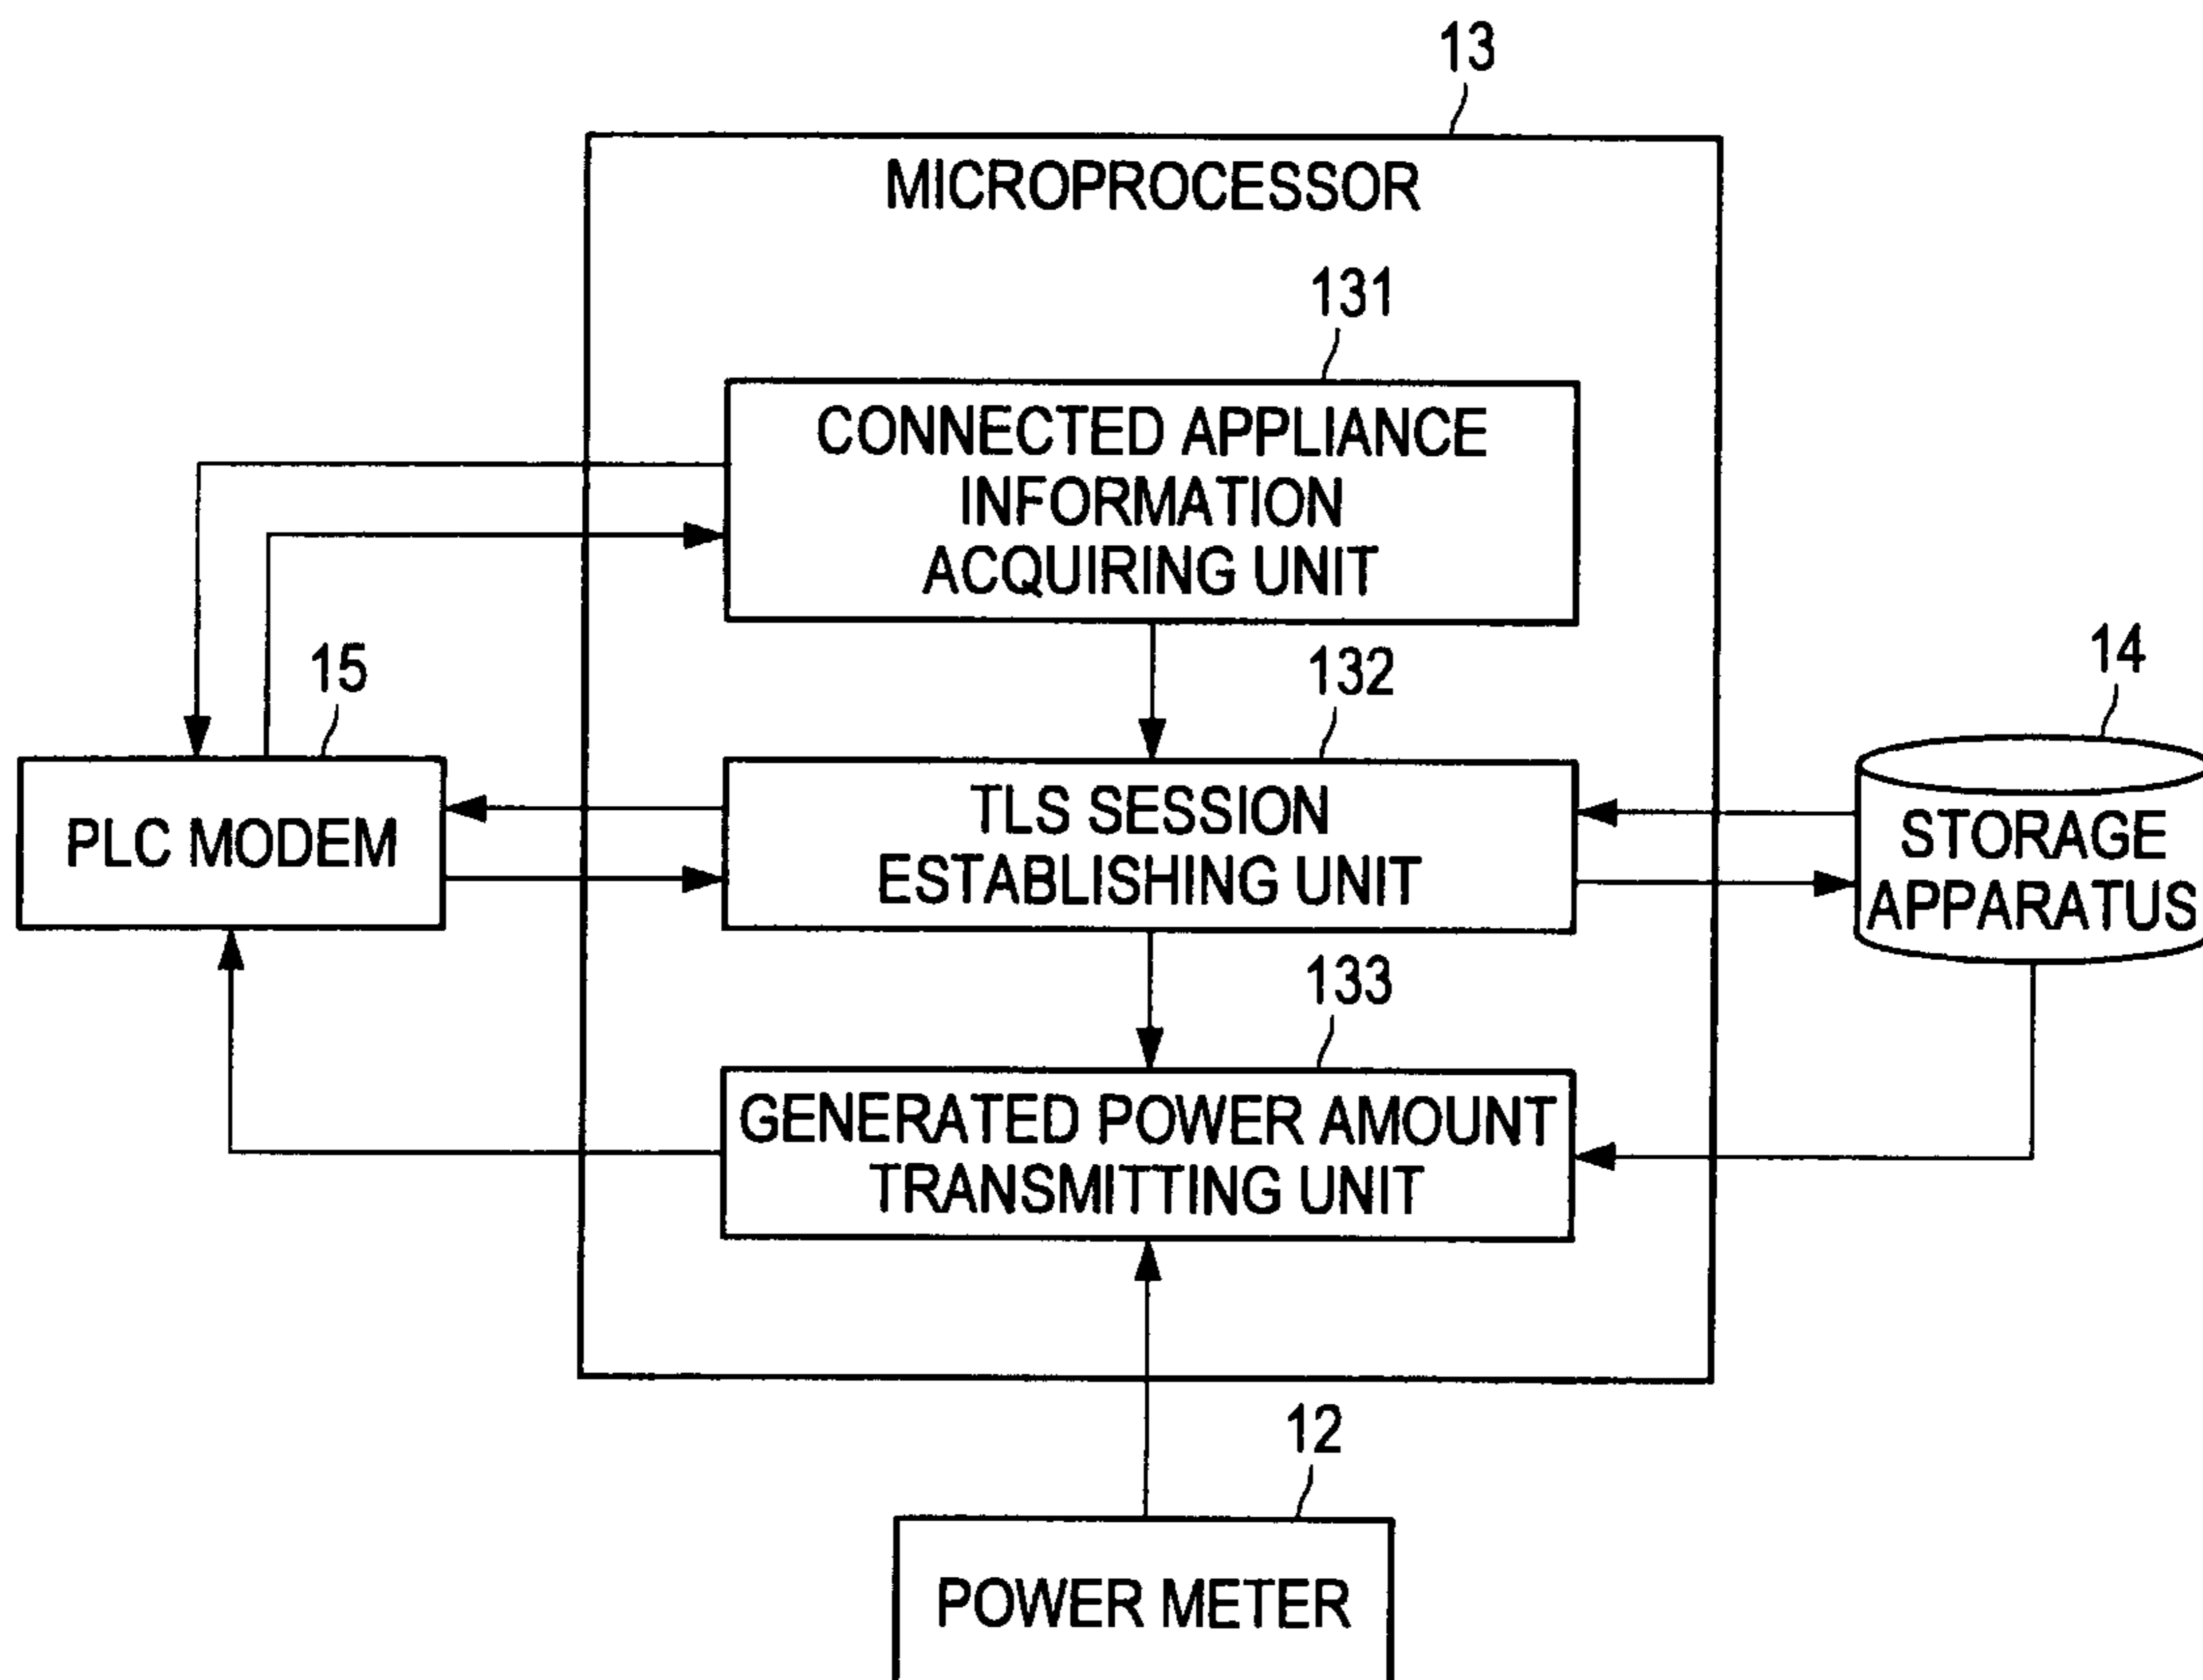 13
MICROPROCESSOR
131
CONNECTED APPLIANCE
INFORMATION
ACQUIRING UNIT
15
PLC MODEM
132
TLS SESSION
ESTABLISHING UNIT
14
STORAGE
APPARATUS
133
GENERATED POWER AMOUNT
TRANSMITTING UNIT
12
POWER METER